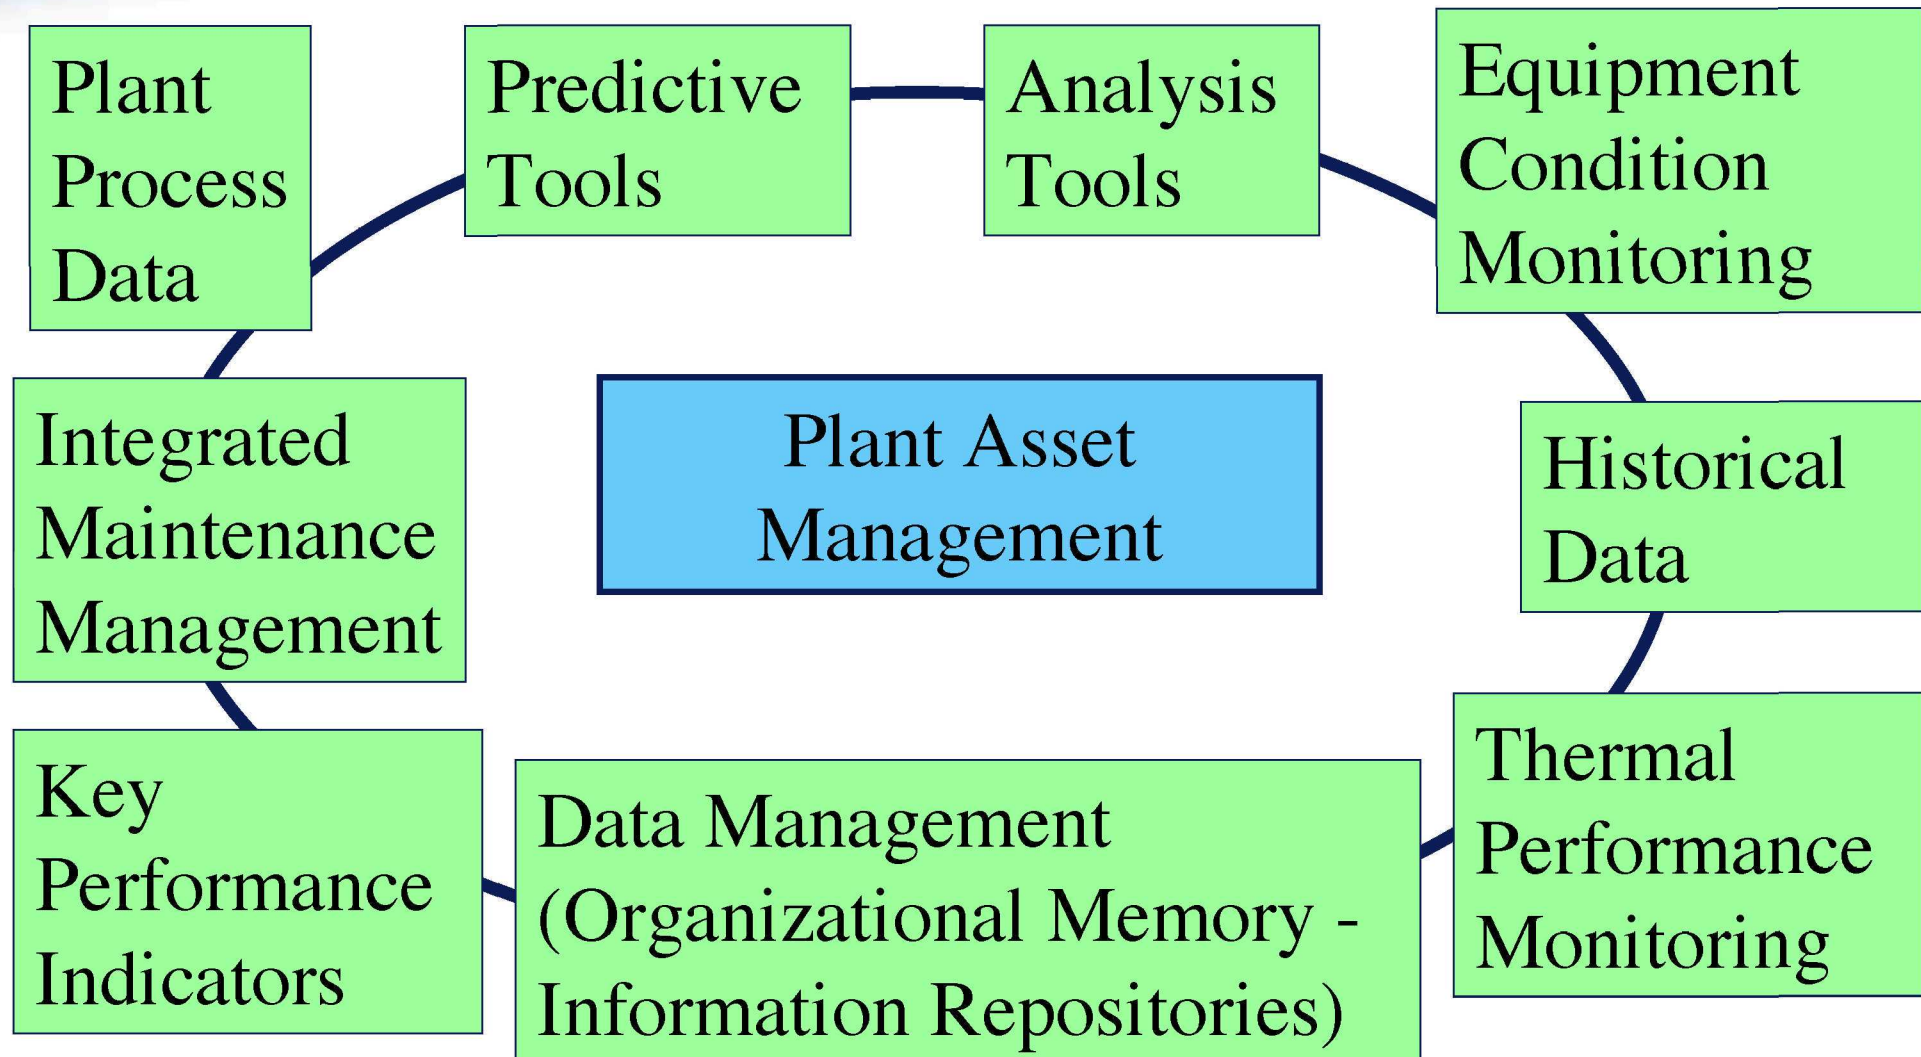 Plant
Process
Data
Predictive
Tools
Analysis
Tools
Equipment
Condition
Monitoring
Integrated
Maintenance
Management
Plant Asset
Management
Historical
Data
Key
Performance
Indicators
Data Management
(Organizational Memory -
Information Repositories)
Thermal
Performance
Monitoring